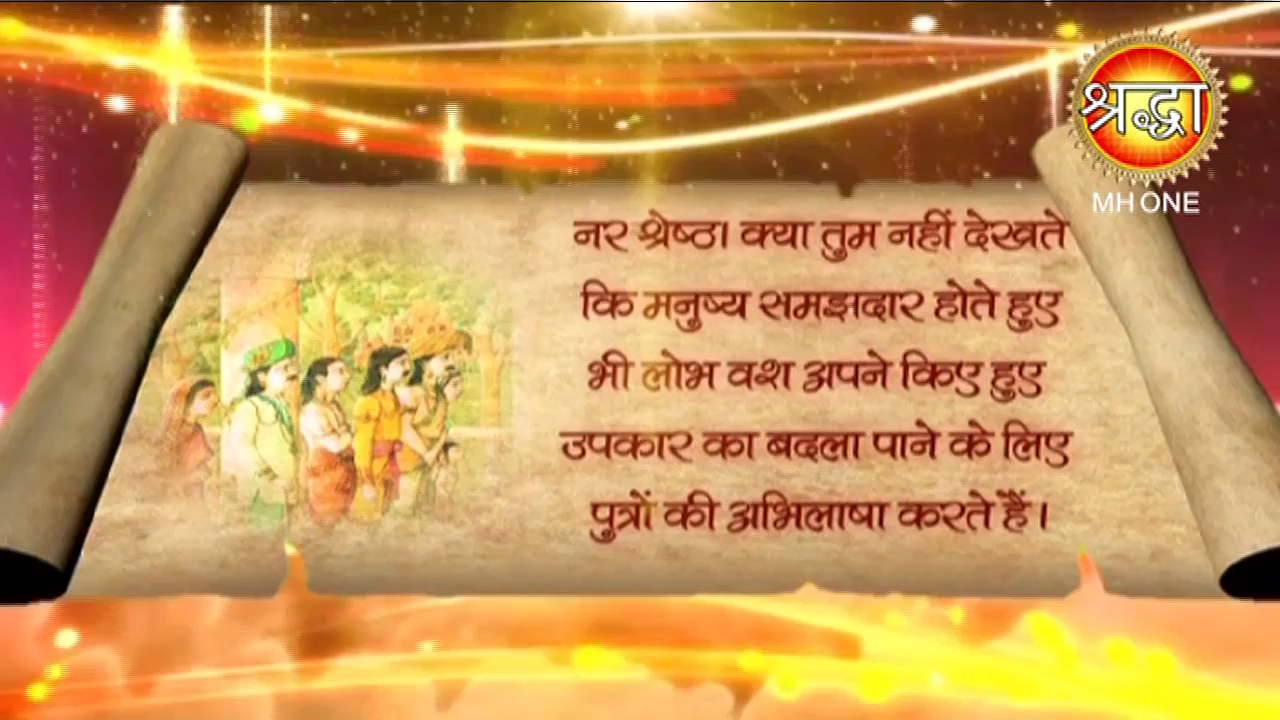 श्रद्धा
MH ONE
नर श्रेष्ठ। क्या तुम नहीं देखते
कि मनुष्य समझदार होते हुए
भी लोभ वश अपने किए हुए
उपकार का बदला पाने के लिए
पुत्रों की अभिलाषा करते हैं।